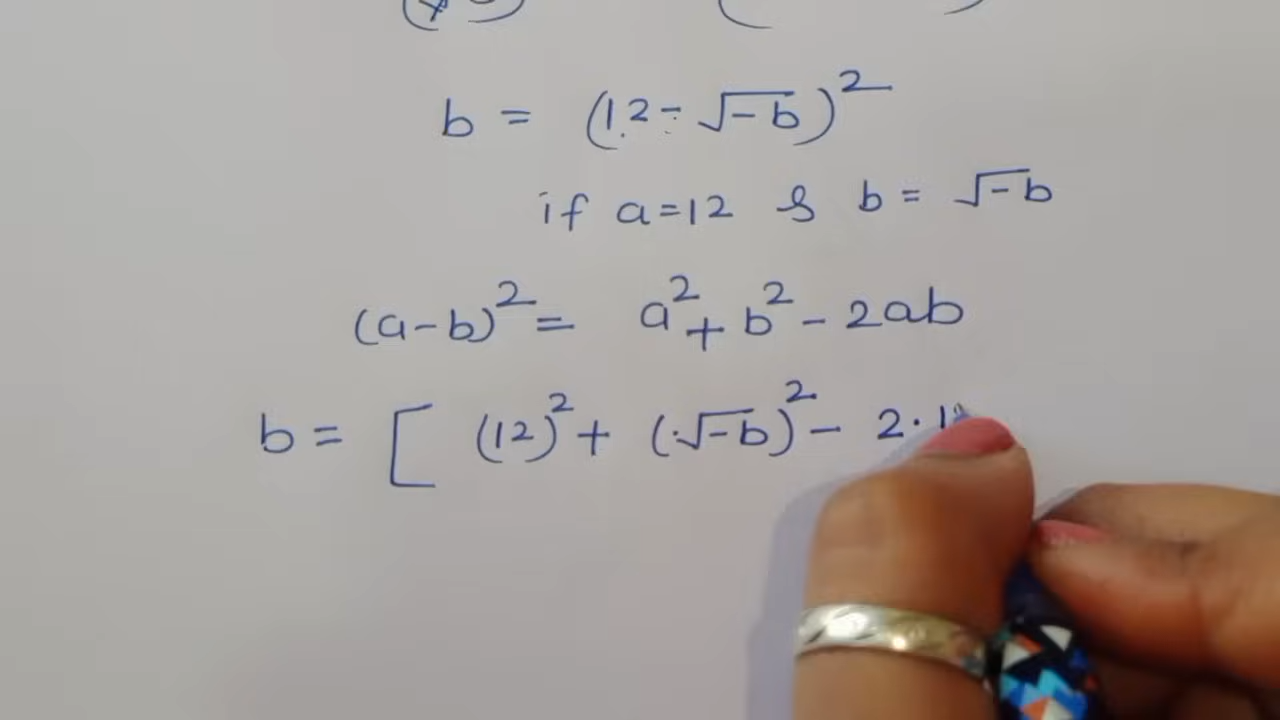 b = (12 - √-b)²
if a=12 & b = √-b
(a-b)² = a² + b² - 2ab
b = [ (12)² + (√-b)² - 2·1